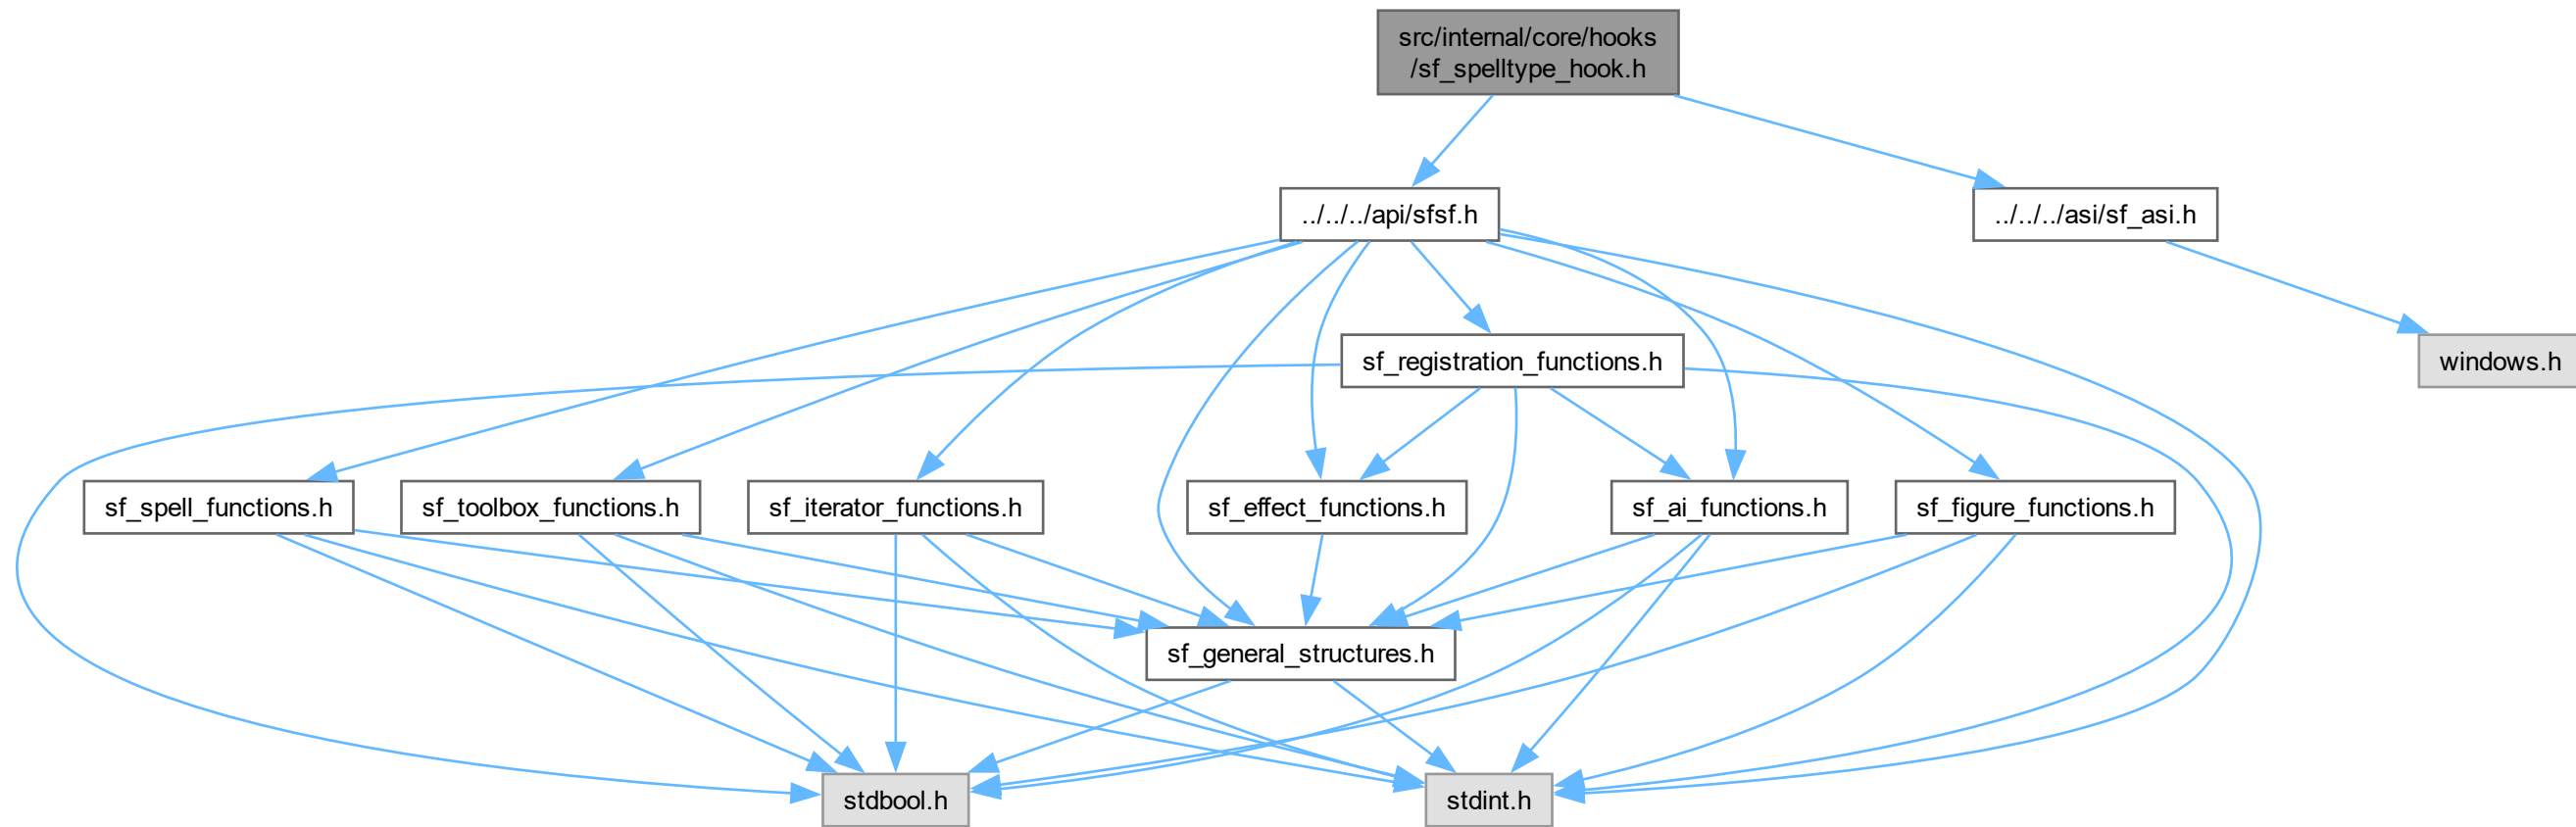 src/internal/core/hooks
/sf_spelltype_hook.h
../../../api/sfsf.h
../../../asi/sf_asi.h
sf_registration_functions.h
windows.h
sf_spell_functions.h
sf_toolbox_functions.h
sf_iterator_functions.h
sf_effect_functions.h
sf_ai_functions.h
sf_figure_functions.h
sf_general_structures.h
stdbool.h
stdint.h